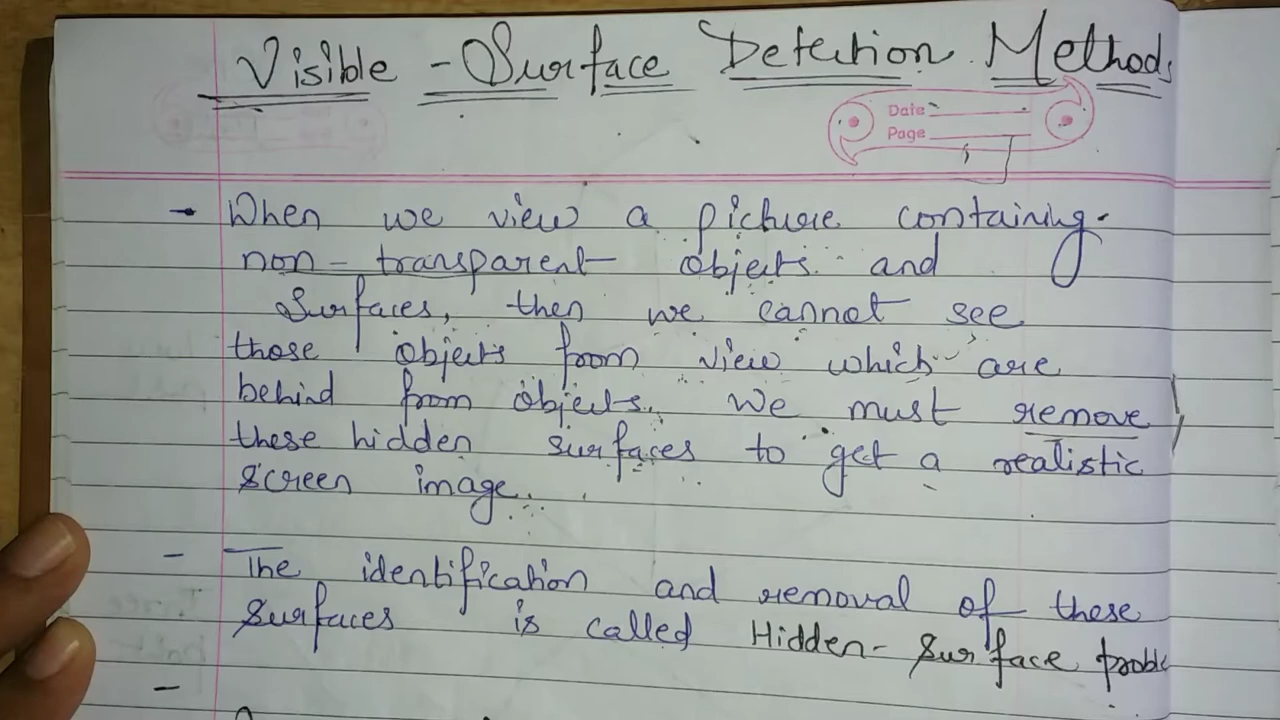 Visible - Surface Detection Methods
Date
Page
- When we view a picture containing
non-transparent objects and
Surfaces, then we cannot see
those objects from view which are
behind from objects. We must remove
these hidden surfaces to get a realistic
screen image.
- The identification and removal of these
surfaces is called Hidden-Surface proble
-